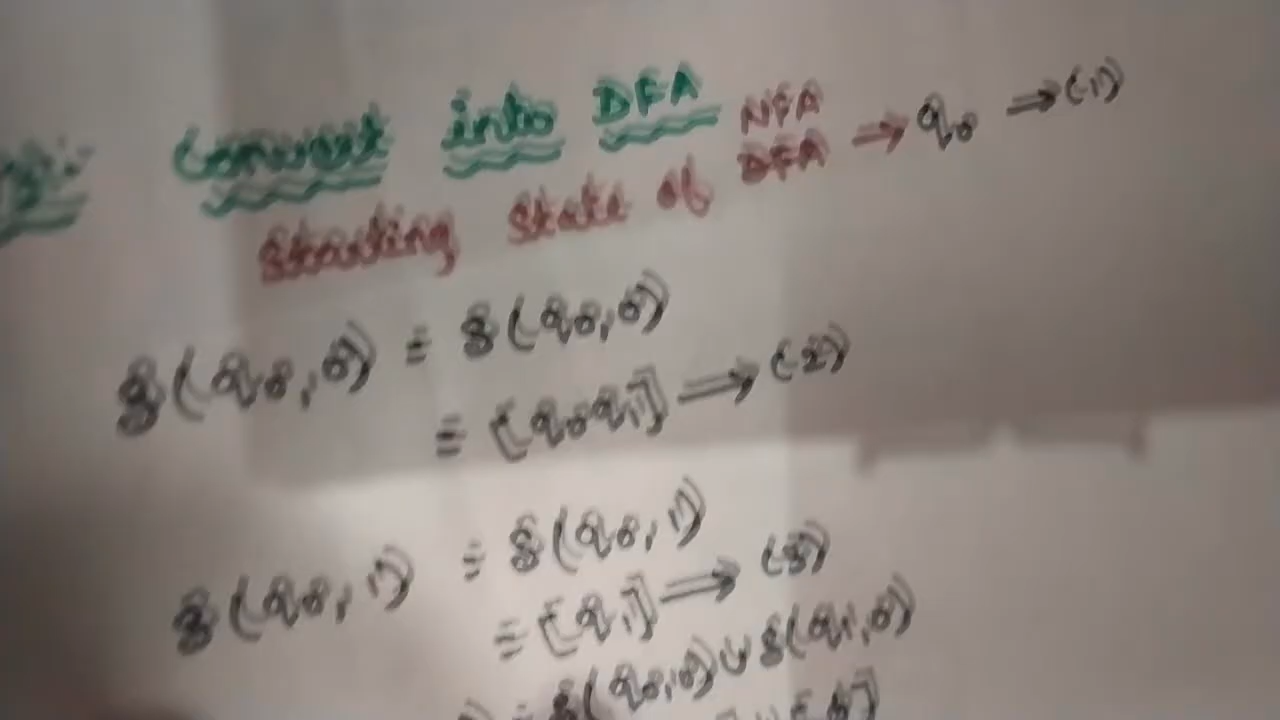 Convert into DFA
NFA
Starting state of DFA ⇒ q0 ⇒ (1)
δ(q0, 0) = δ(q0, 0)
= [q0q1] ⇒ (2)
δ(q0, 1) = δ(q0, 1)
= [q1] ⇒ (3)
= δ(q0, 0) ∪ δ(q1, 0)